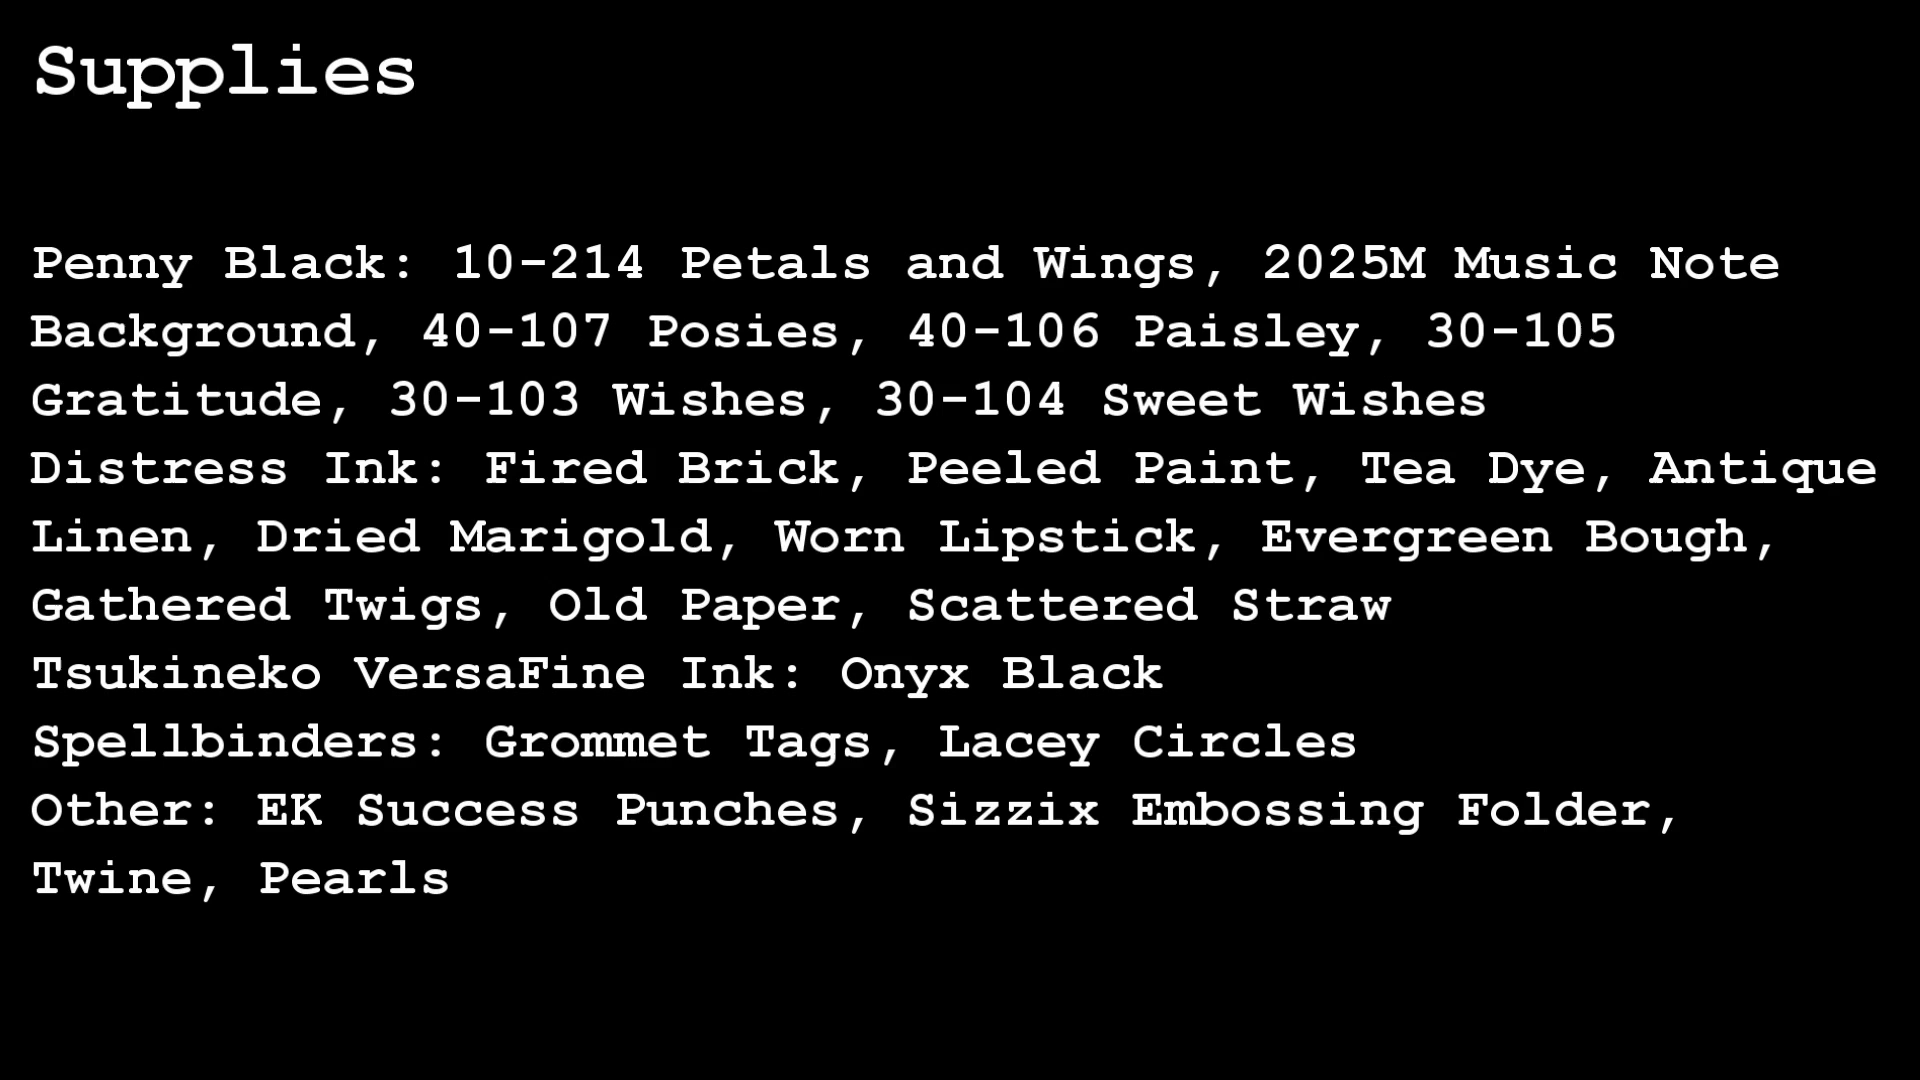 Supplies
Penny Black: 10-214 Petals and Wings, 2025M Music Note
Background, 40-107 Posies, 40-106 Paisley, 30-105
Gratitude, 30-103 Wishes, 30-104 Sweet Wishes
Distress Ink: Fired Brick, Peeled Paint, Tea Dye, Antique
Linen, Dried Marigold, Worn Lipstick, Evergreen Bough,
Gathered Twigs, Old Paper, Scattered Straw
Tsukineko VersaFine Ink: Onyx Black
Spellbinders: Grommet Tags, Lacey Circles
Other: EK Success Punches, Sizzix Embossing Folder,
Twine, Pearls